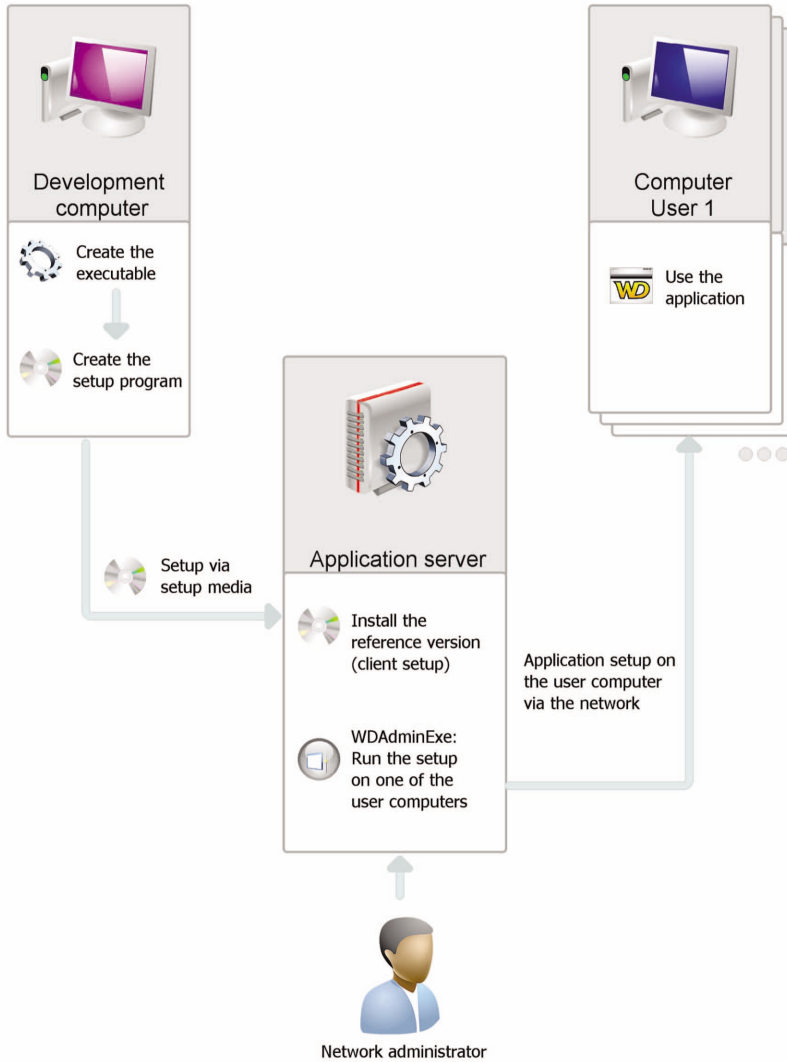 Development
computer
Create the
executable
Create the
setup program
Computer
User 1
WD
Use the
application
Setup via
setup media
Application server
Install the
reference version
(client setup)
WDAdminExe:
Run the setup
on one of the
user computers
Application setup on
the user computer
via the network
Network administrator